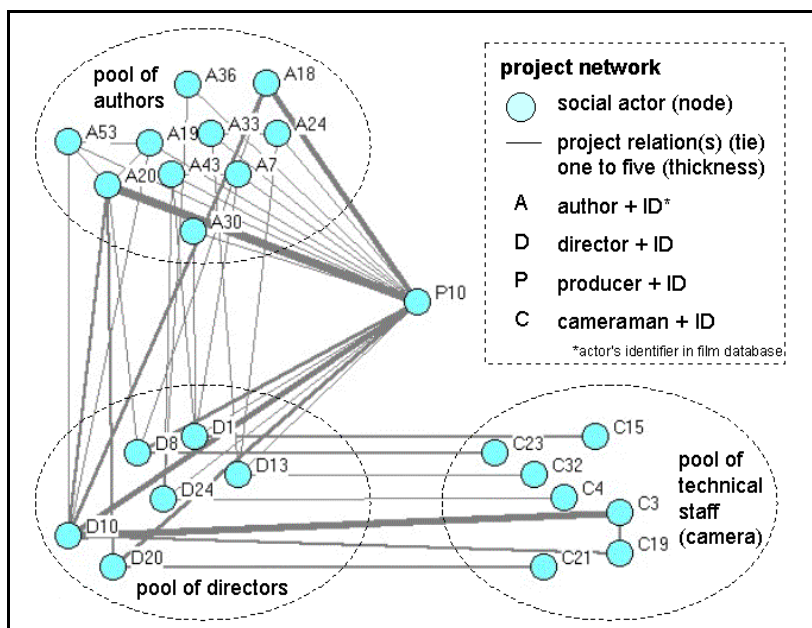 pool of
authors
A36
A18
A53
A19
A33
A24
A20
A43
A7
A30
P10
project network
social actor (node)
project relation(s) (tie)
one to five (thickness)
A author + ID*
D director + ID
P producer + ID
C cameraman + ID
*actor's identifier in film database
D1
D8
D13
D24
D10
D20
pool of directors
C15
C23
C32
C4
C3
C19
C21
pool of
technical
staff
(camera)